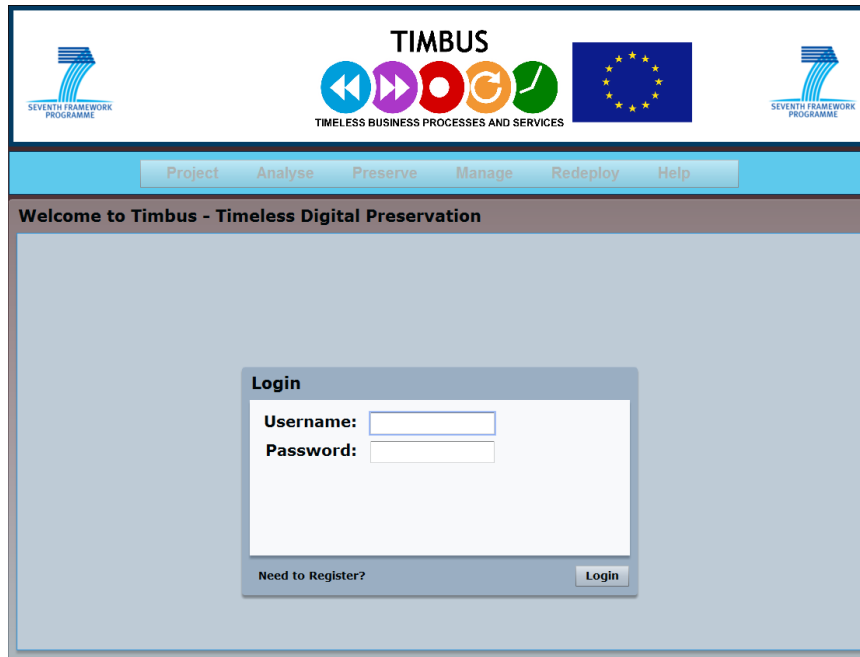 TIMBUS
TIMELESS BUSINESS PROCESSES AND SERVICES
SEVENTH FRAMEWORK
PROGRAMME
SEVENTH FRAMEWORK
PROGRAMME
Project Analyse Preserve Manage Redeploy Help
Welcome to Timbus - Timeless Digital Preservation
Login
Username:
Password:
Need to Register? Login